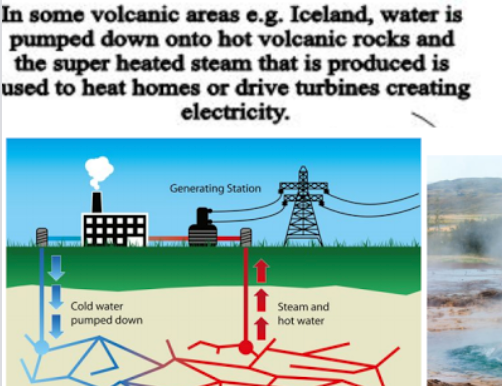 In some volcanic areas e.g. Iceland, water is
pumped down onto hot volcanic rocks and
the super heated steam that is produced is
used to heat homes or drive turbines creating
electricity.
Generating Station
Cold water
pumped down
Steam and
hot water